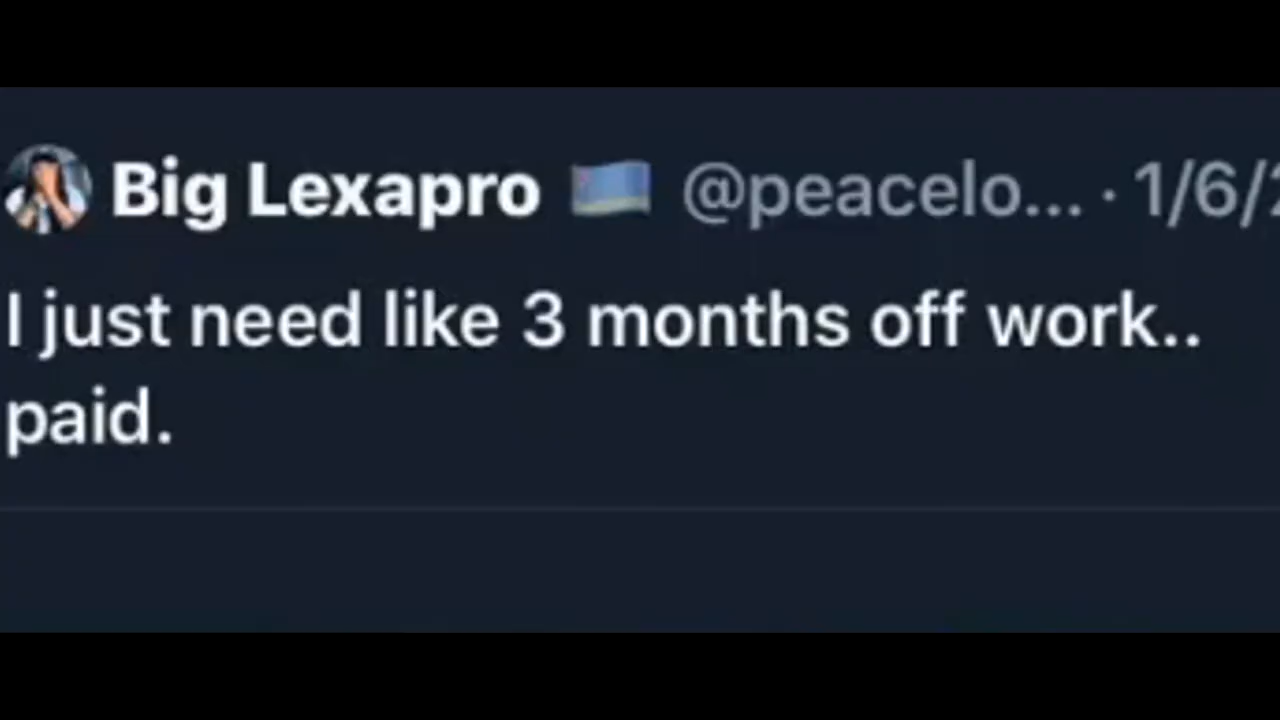 Big Lexapro 🇦🇼 @peacelo... · 1/6/
I just need like 3 months off work..
paid.